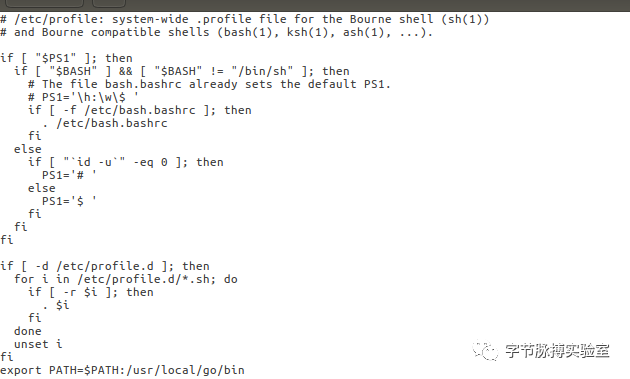 # /etc/profile: system-wide .profile file for the Bourne shell (sh(1))
# and Bourne compatible shells (bash(1), ksh(1), ash(1), ...).

if [ "$PS1" ]; then
  if [ "$BASH" ] && [ "$BASH" != "/bin/sh" ]; then
    # The file bash.bashrc already sets the default PS1.
    # PS1='\h:\w\$ '
    if [ -f /etc/bash.bashrc ]; then
      . /etc/bash.bashrc
    fi
  else
    if [ "`id -u`" -eq 0 ]; then
      PS1='# '
    else
      PS1='$ '
    fi
  fi
fi

if [ -d /etc/profile.d ]; then
  for i in /etc/profile.d/*.sh; do
    if [ -r $i ]; then
      . $i
    fi
  done
  unset i
fi
export PATH=$PATH:/usr/local/go/bin
字节脉搏实验室